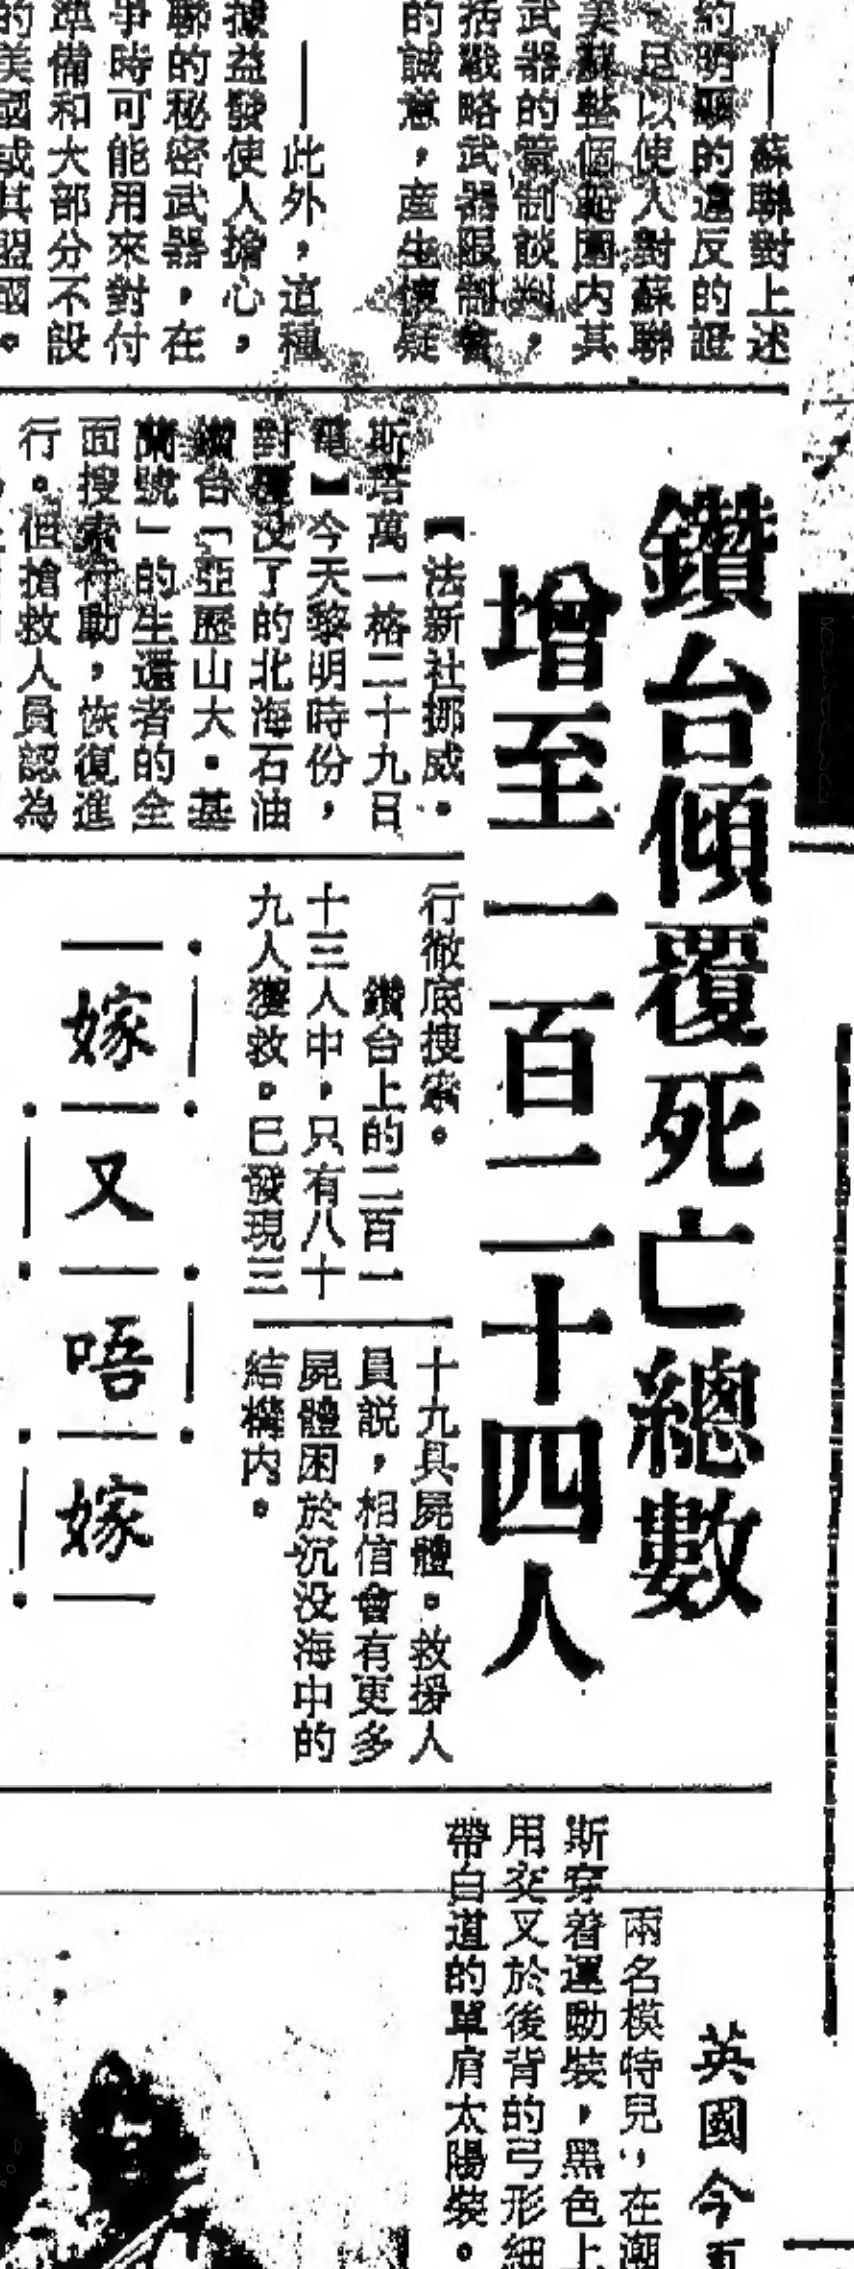 ——蘇聯對上述
約明顯的違反的證
，足以使人對蘇聯
美蘇整個範圍内其
武器的管制談判，
括戰略武器限制會
的誠意，產生懷疑
——此外，這種
據益發使人擔心，
聯的秘密武器，在
爭時可能用來對付
準備和大部分不設
的美國或其盟國。
鑽台傾覆死亡總數
增至一百二十四人
【法新社挪威．
斯塔萬一格二十九日
電】今天黎明時份，
對覆没了的北海石油
鑽台「亞歷山大．基
蘭號」的生還者的全
面搜索行動，恢復進
行。但搶救人員認為
行徹底搜索。
鑽台上的二百一
十三人中，只有八十
九人獲救。已發現三
十九具屍體。救援人
員説，相信會有更多
屍體困於沉没海中的
結構内。
嫁又唔嫁
英國今
兩名模特兒，在潮
斯穿着運動裝，黑色上
用交叉於後背的弓形細
帶白道的單肩太陽裝。